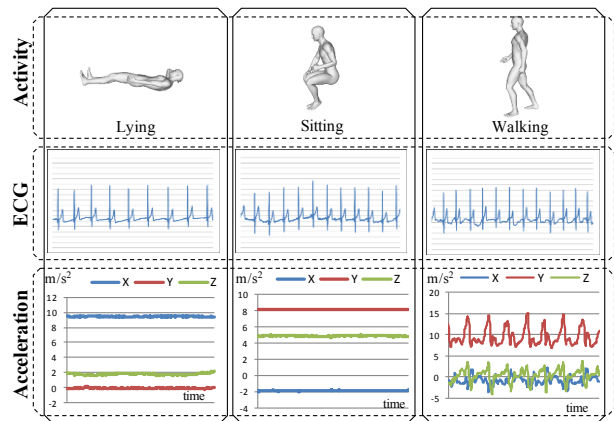 Activity
Lying
Sitting
Walking
ECG
Acceleration
m/s²
X Y Z
12
10
8
6
4
2
0
-2
time
m/s²
X Y Z
10
8
6
4
2
0
-2
-4
time
m/s²
X Y Z
20
15
10
5
0
-5
time